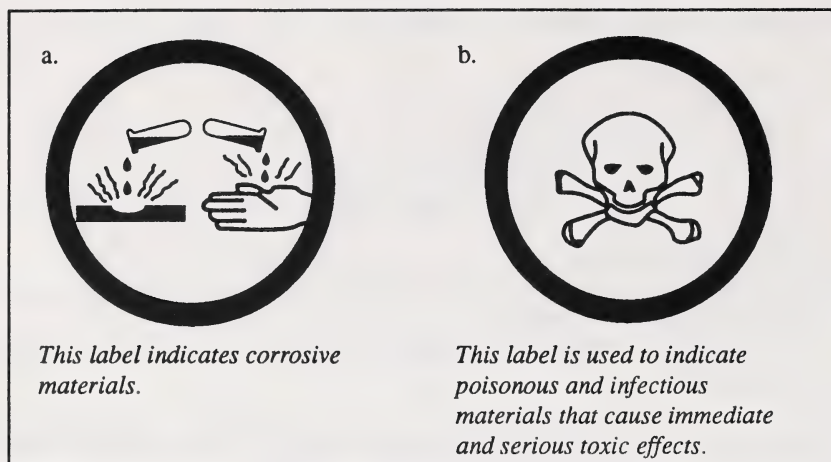 a.
This label indicates corrosive
materials.
b.
This label is used to indicate
poisonous and infectious
materials that cause immediate
and serious toxic effects.